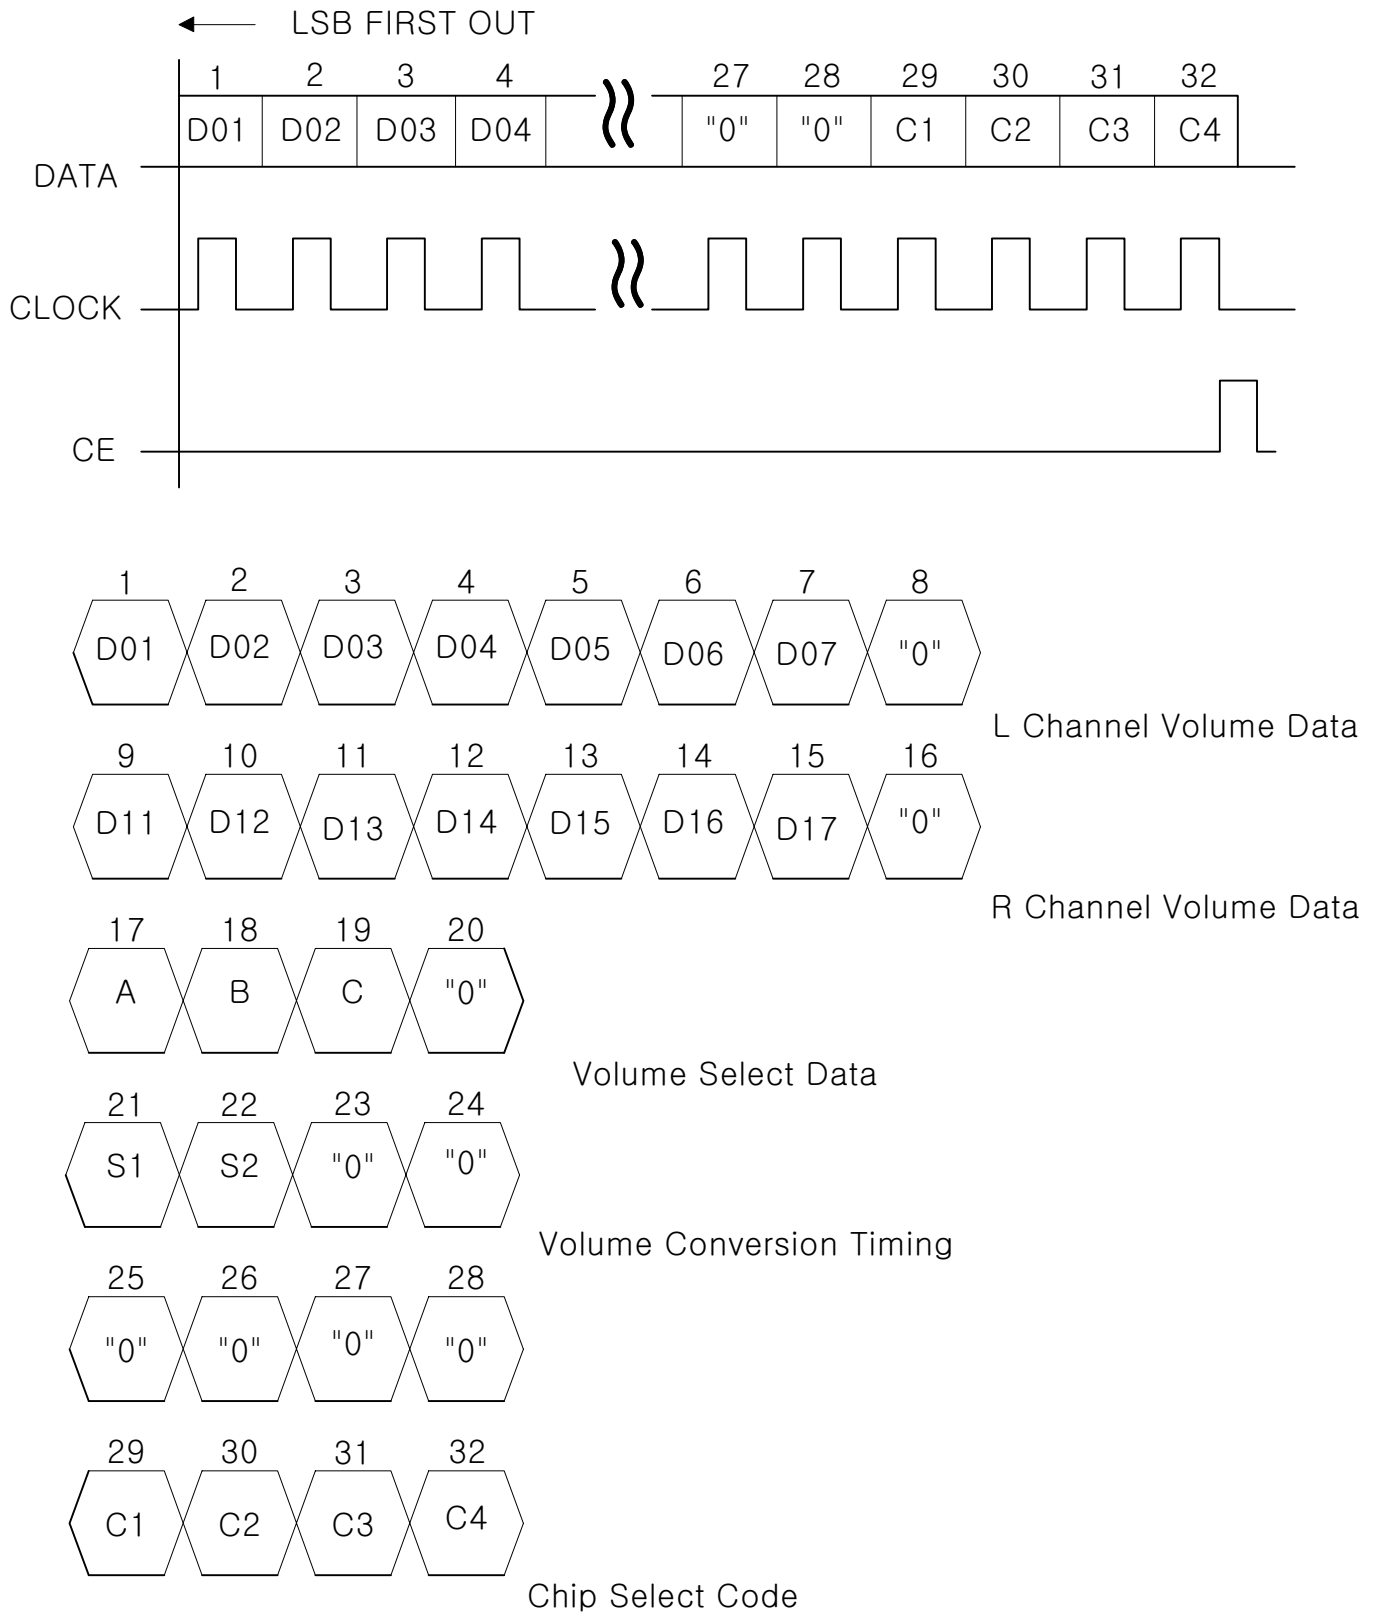 LSB FIRST OUT
1 2 3 4 27 28 29 30 31 32
D01 D02 D03 D04 "0" "0" C1 C2 C3 C4
DATA
CLOCK
CE
1 2 3 4 5 6 7 8
D01 D02 D03 D04 D05 D06 D07 "0"
L Channel Volume Data
9 10 11 12 13 14 15 16
D11 D12 D13 D14 D15 D16 D17 "0"
R Channel Volume Data
17 18 19 20
A B C "0"
Volume Select Data
21 22 23 24
S1 S2 "0" "0"
Volume Conversion Timing
25 26 27 28
"0" "0" "0" "0"
29 30 31 32
C1 C2 C3 C4
Chip Select Code